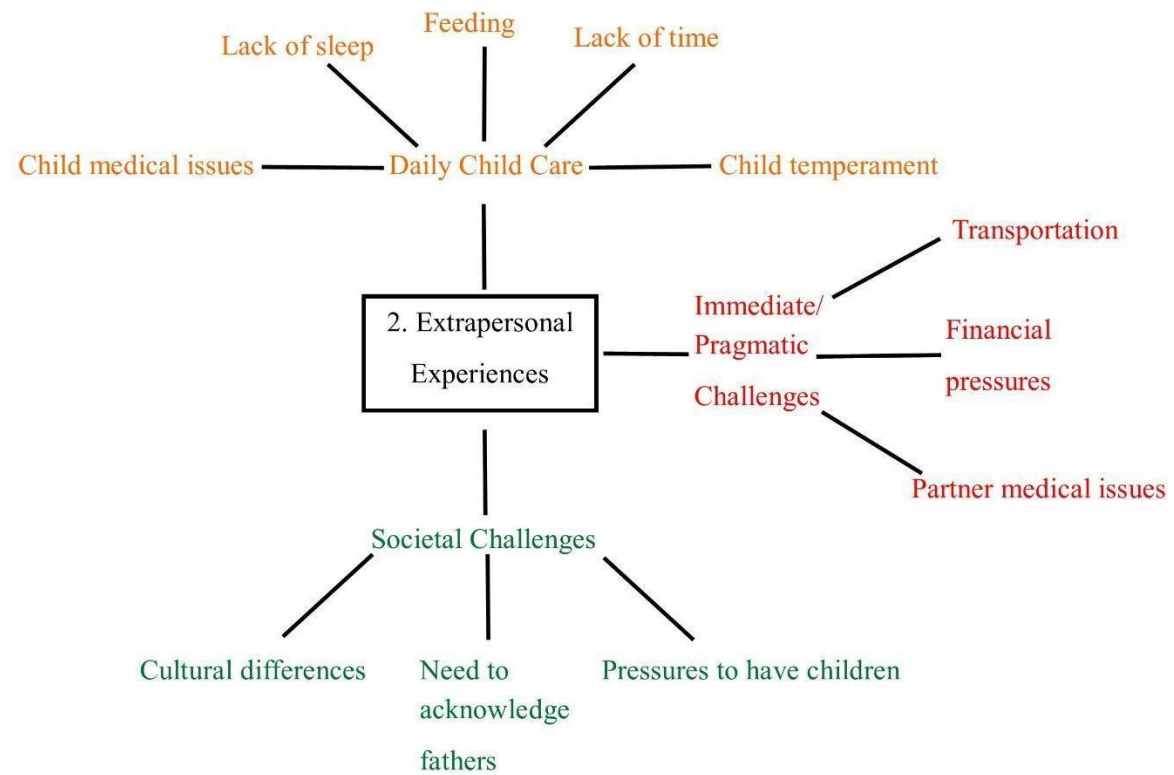 Feeding
Lack of sleep
Lack of time
Child medical issues
Daily Child Care
Child temperament
Transportation
2. Extrapersonal
Experiences
Immediate/
Pragmatic
Challenges
Financial
pressures
Partner medical issues
Societal Challenges
Cultural differences
Need to
acknowledge
fathers
Pressures to have children